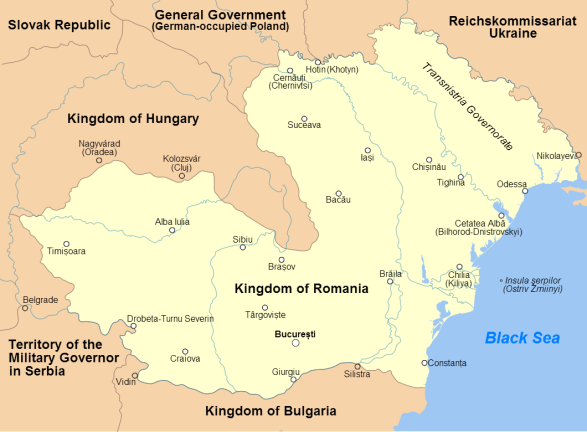 Slovak Republic
General Government
(German-occupied Poland)
Reichskommissariat
Ukraine
Hotin (Khotyn)
Cernăuți
(Chernivtsi)
Transnistria Governorate
Kingdom of Hungary
Suceava
Nagyvárad
(Oradea)
Kolozsvár
(Cluj)
Iași
Chișinău
Nikolayev
Tighina
Odessa
Bacău
Alba Iulia
Cetatea Albă
(Bilhorod-Dnistrovskyi)
Timișoara
Sibiu
Brașov
Brăila
Chilia
(Kiliya)
Insula șerpilor
(Ostriv Zmiinyi)
Kingdom of Romania
Belgrade
Târgoviște
Drobeta-Turnu Severin
București
Black Sea
Territory of the
Military Governor
in Serbia
Craiova
Constanța
Vidin
Giurgiu
Silistra
Kingdom of Bulgaria